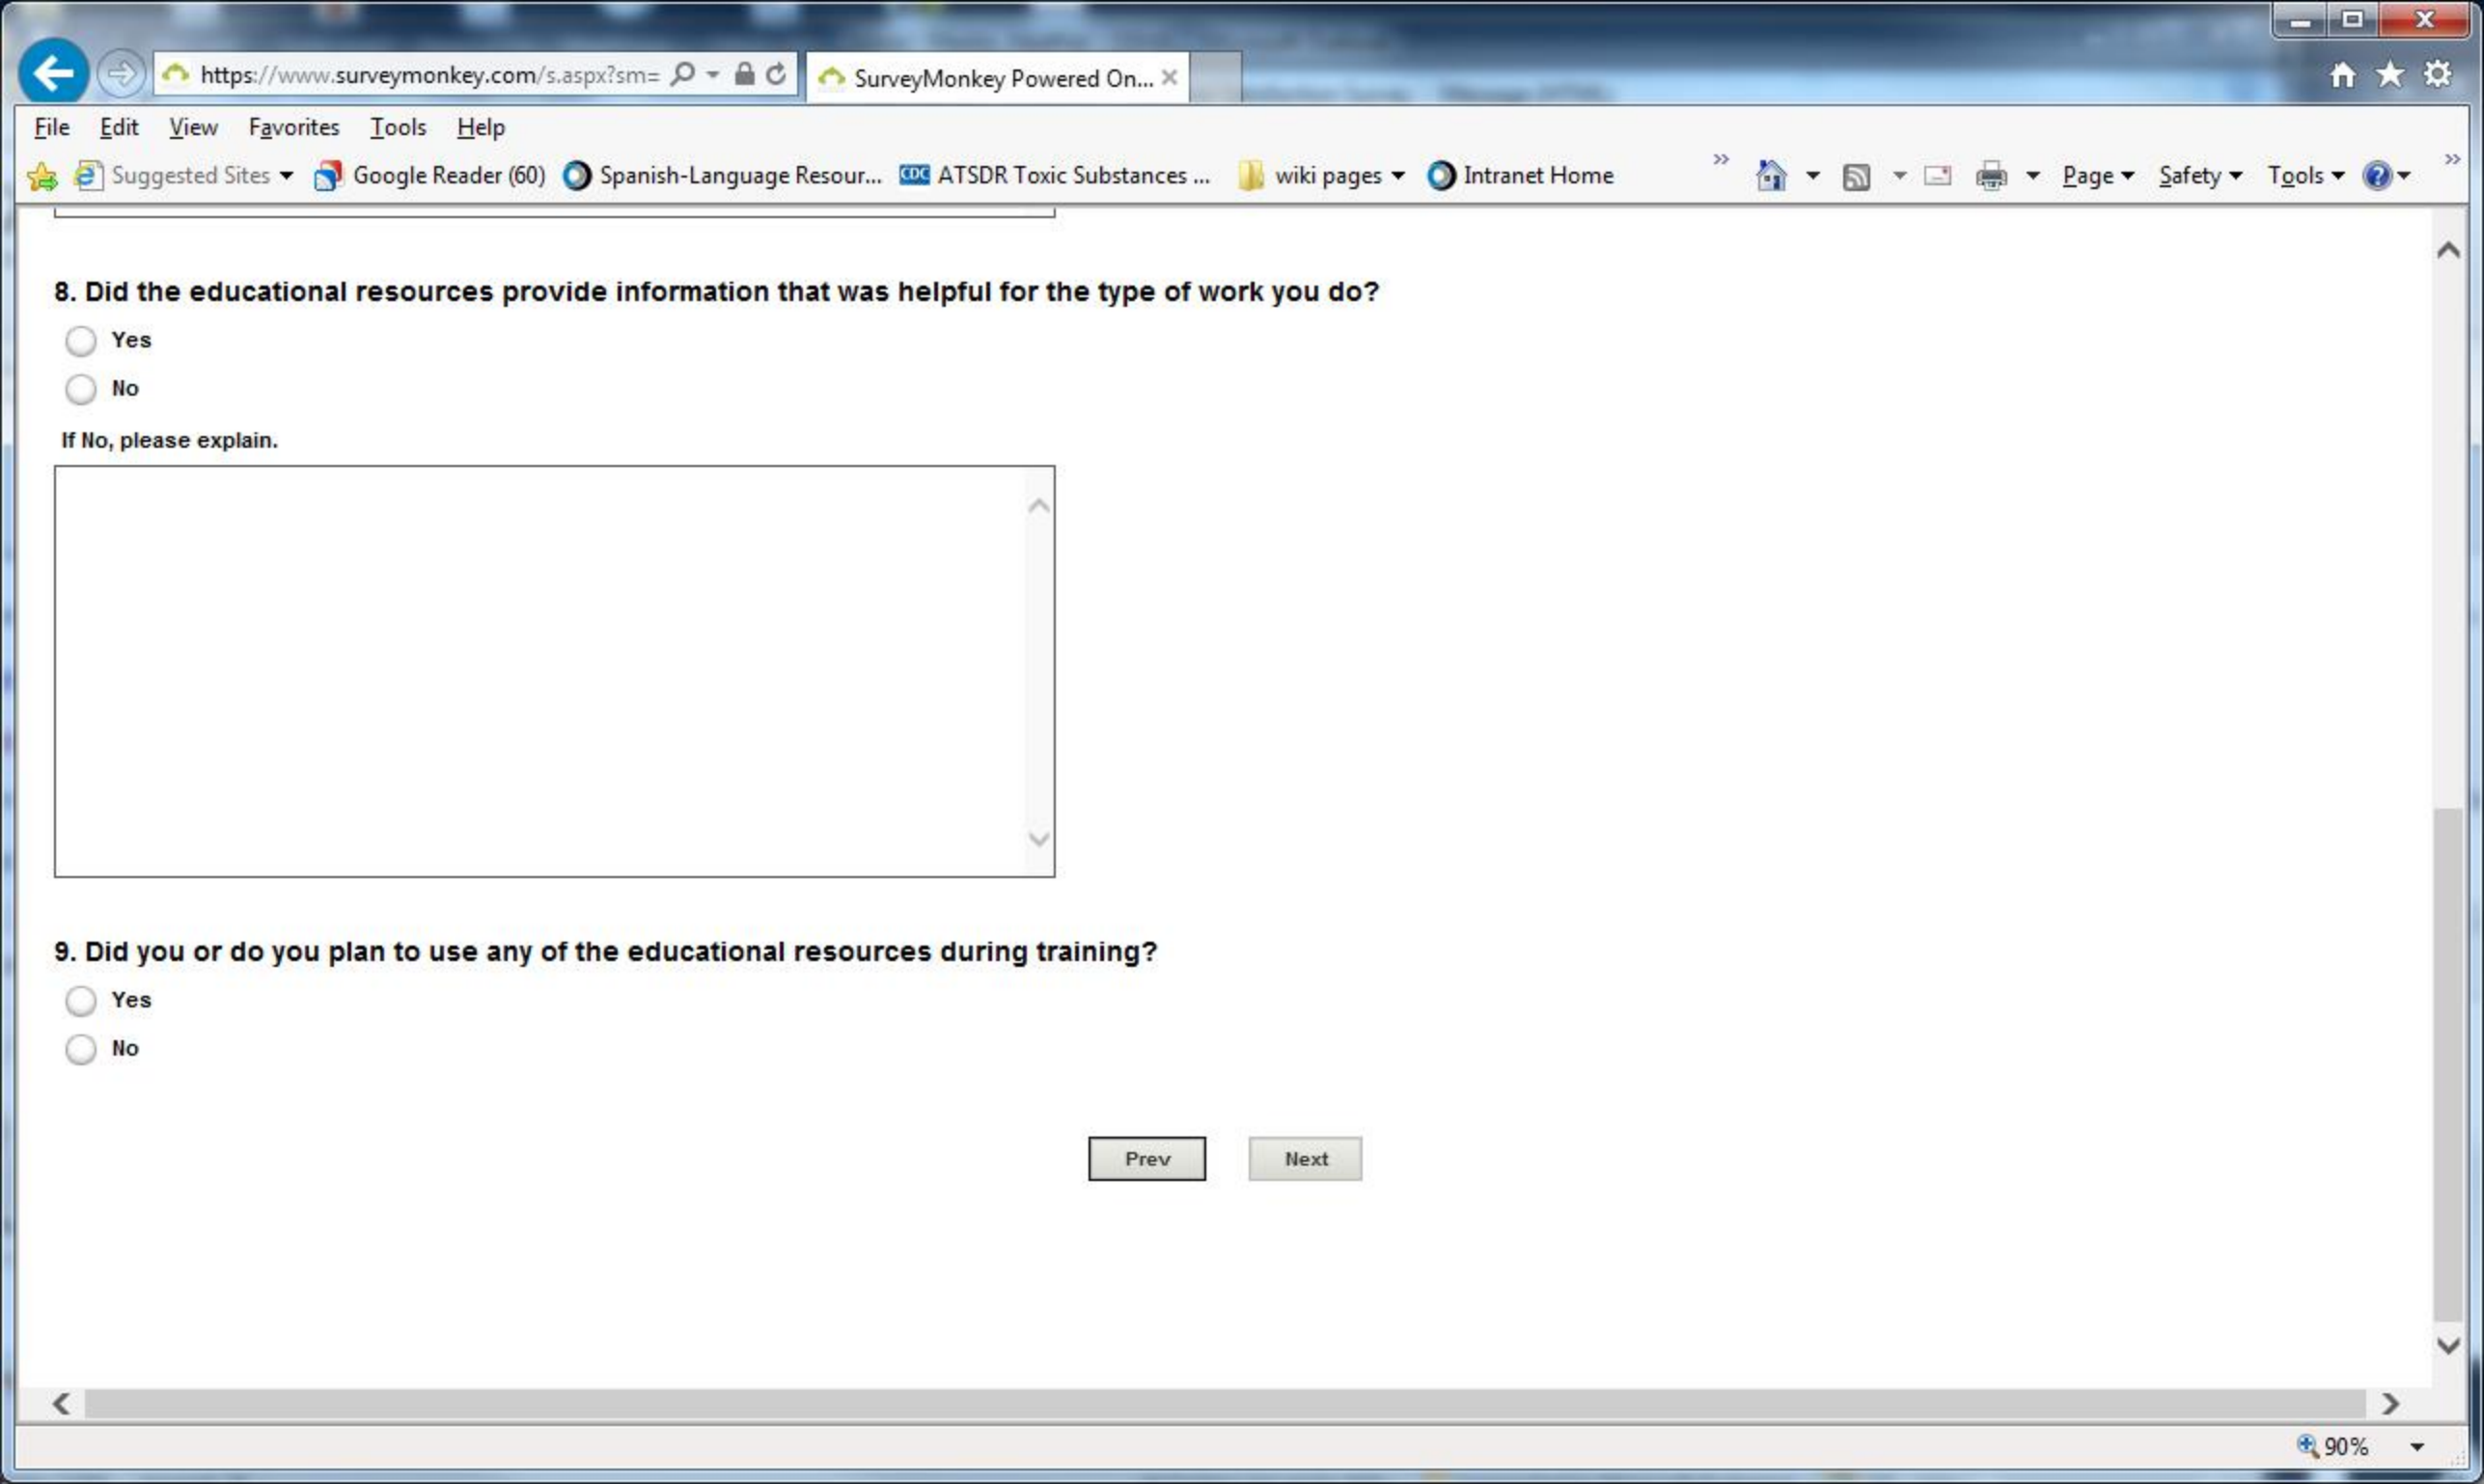 https://www.surveymonkey.com/s.aspx?sm=
SurveyMonkey Powered On...
File Edit View Favorites Tools Help
Suggested Sites Google Reader (60) Spanish-Language Resour... CDC ATSDR Toxic Substances ... wiki pages Intranet Home » Page Safety Tools »
8. Did the educational resources provide information that was helpful for the type of work you do?
Yes
No
If No, please explain.
9. Did you or do you plan to use any of the educational resources during training?
Yes
No
Prev Next
90%